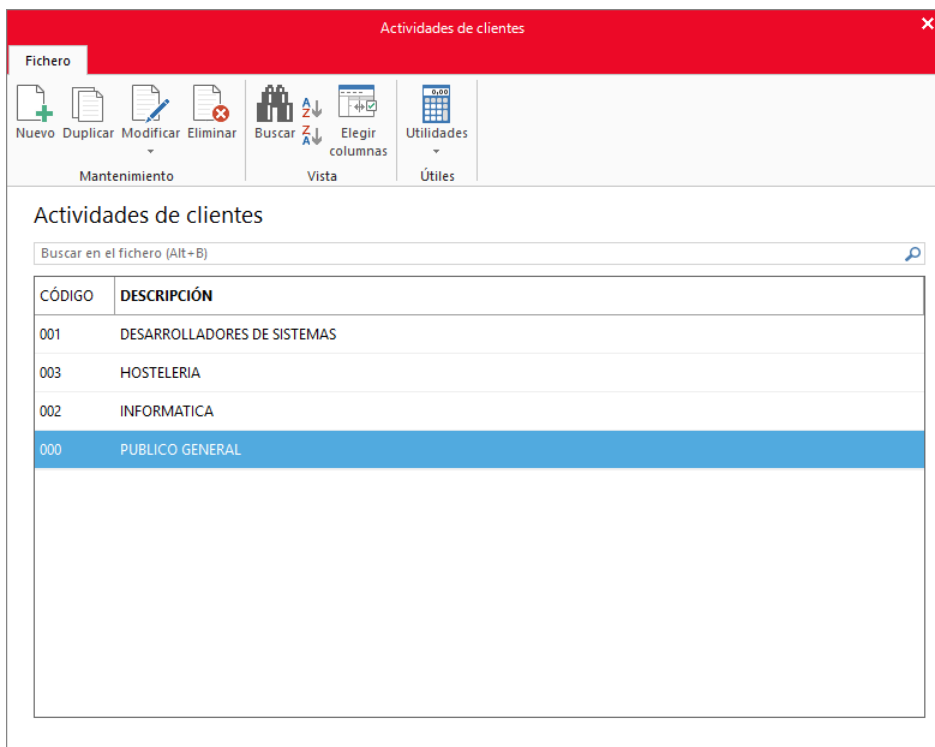 Actividades de clientes
Fichero
Nuevo Duplicar Modificar Eliminar Buscar Elegir columnas Utilidades
Mantenimiento Vista Útiles
Actividades de clientes
Buscar en el fichero (Alt+B)
CÓDIGO DESCRIPCIÓN
001 DESARROLLADORES DE SISTEMAS
003 HOSTELERIA
002 INFORMATICA
000 PUBLICO GENERAL